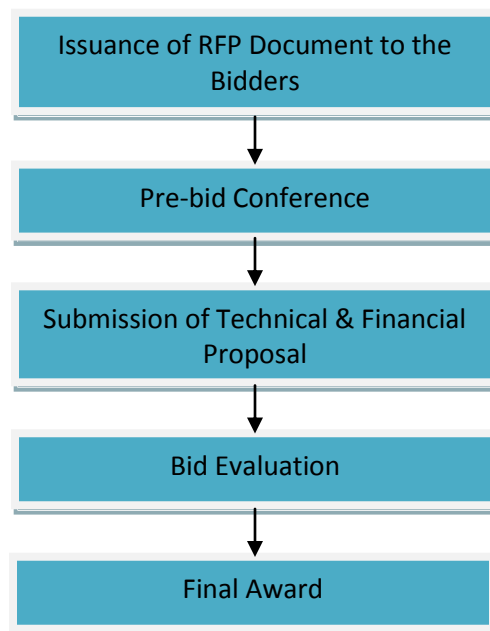 Issuance of RFP Document to the
Bidders
Pre-bid Conference
Submission of Technical & Financial
Proposal
Bid Evaluation
Final Award